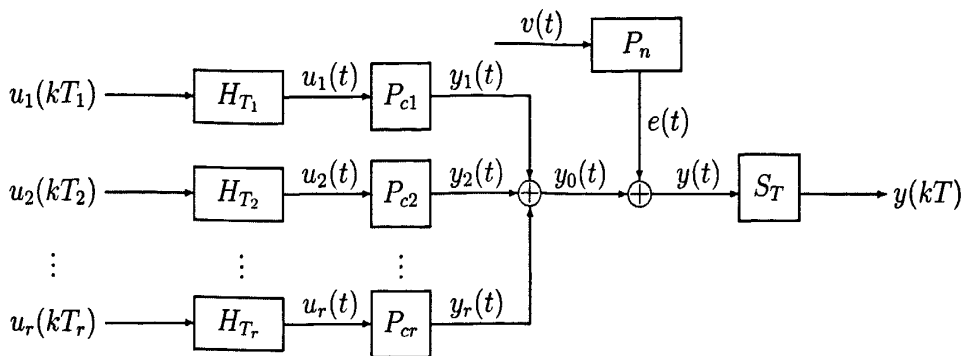 v(t) P_n
u_1(kT_1) H_{T_1} u_1(t) P_{c1} y_1(t) e(t)
u_2(kT_2) H_{T_2} u_2(t) P_{c2} y_2(t) y_0(t) y(t) S_T y(kT)
⋮ ⋮ ⋮
u_r(kT_r) H_{T_r} u_r(t) P_{cr} y_r(t)